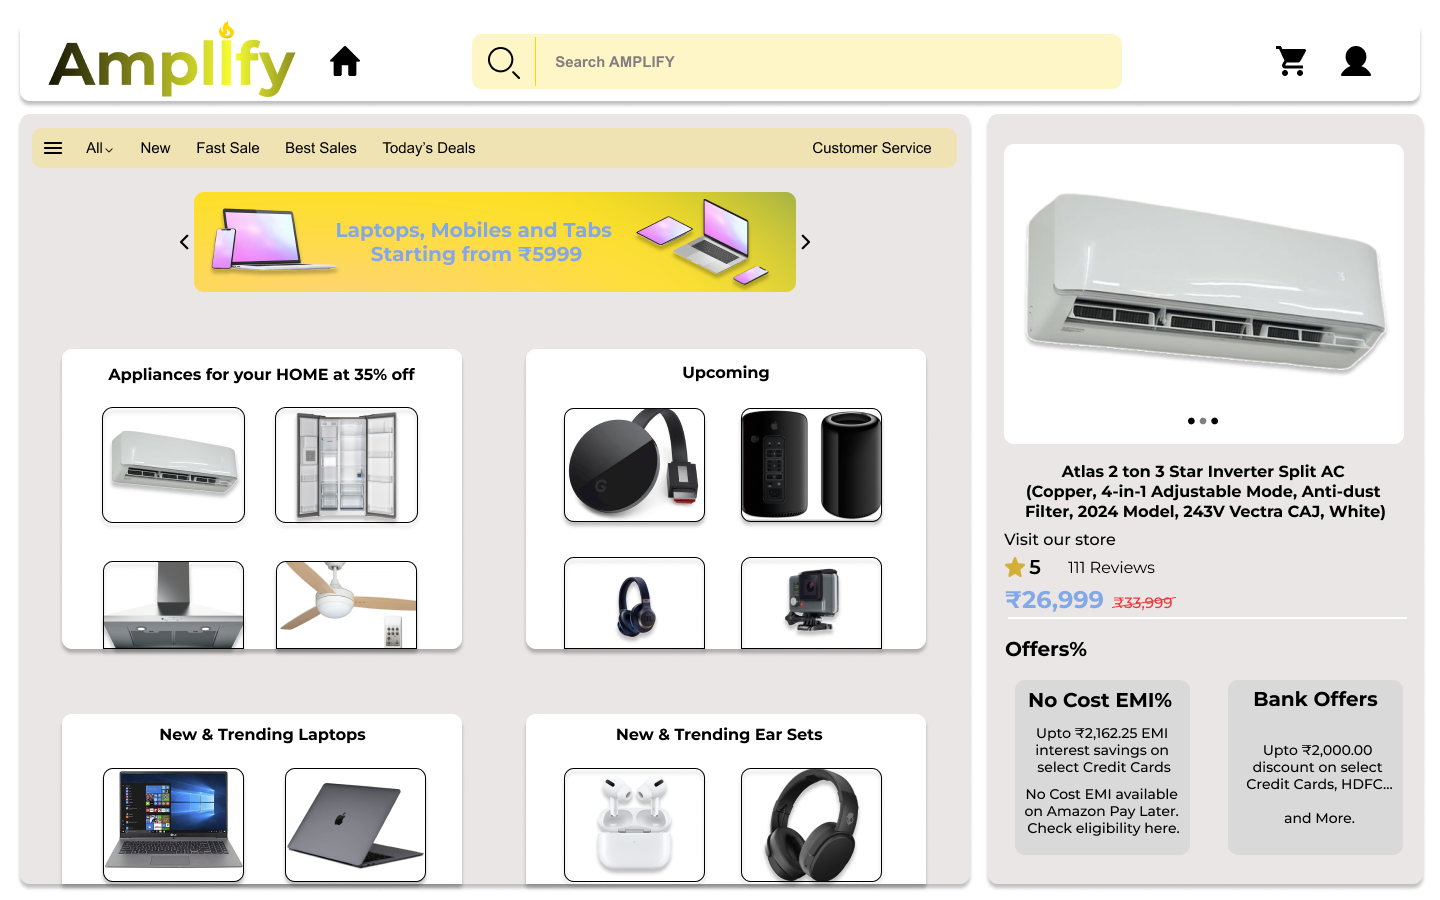 Amplify
Search AMPLIFY
All
New
Fast Sale
Best Sales
Today's Deals
Customer Service
Laptops, Mobiles and Tabs
Starting from ₹5999
Appliances for your HOME at 35% off
Upcoming
New & Trending Laptops
New & Trending Ear Sets
Atlas 2 ton 3 Star Inverter Split AC
(Copper, 4-in-1 Adjustable Mode, Anti-dust
Filter, 2024 Model, 243V Vectra CAJ, White)
Visit our store
5 111 Reviews
₹26,999 ₹33,999
Offers%
No Cost EMI%
Upto ₹2,162.25 EMI
interest savings on
select Credit Cards
No Cost EMI available
on Amazon Pay Later.
Check eligibility here.
Bank Offers
Upto ₹2,000.00
discount on select
Credit Cards, HDFC...
and More.